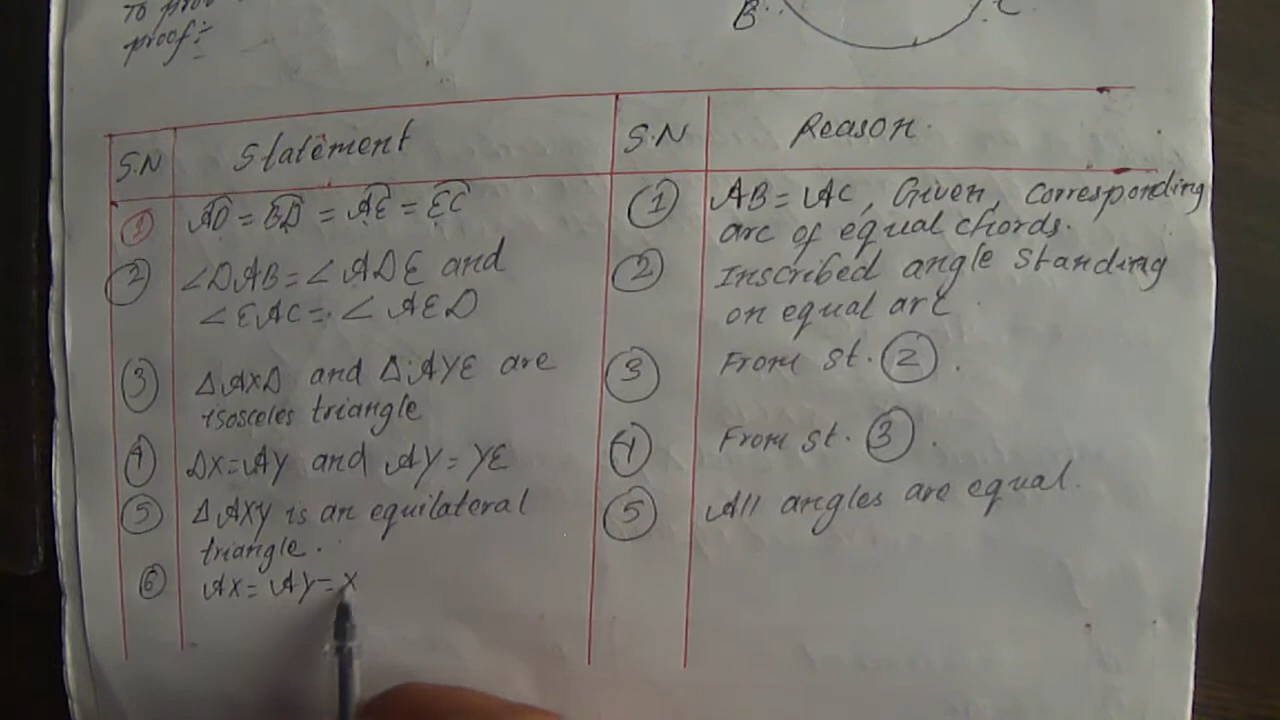 To prov
B
C
proof:-
S.N Statement S.N Reason.
① AD = BD = AE = EC ① AB = AC, Given, Corresponding
arc of equal chords.
② ∠DAB = ∠ADE and ② Inscribed angle standing
∠EAC = ∠AED on equal arc
③ ΔAXD and ΔAYE are ③ From st. ②.
isosceles triangle
④ DX=AY and AY=YE ④ From st. ③.
⑤ ΔAXY is an equilateral ⑤ All angles are equal.
triangle.
⑥ AX=AY=X